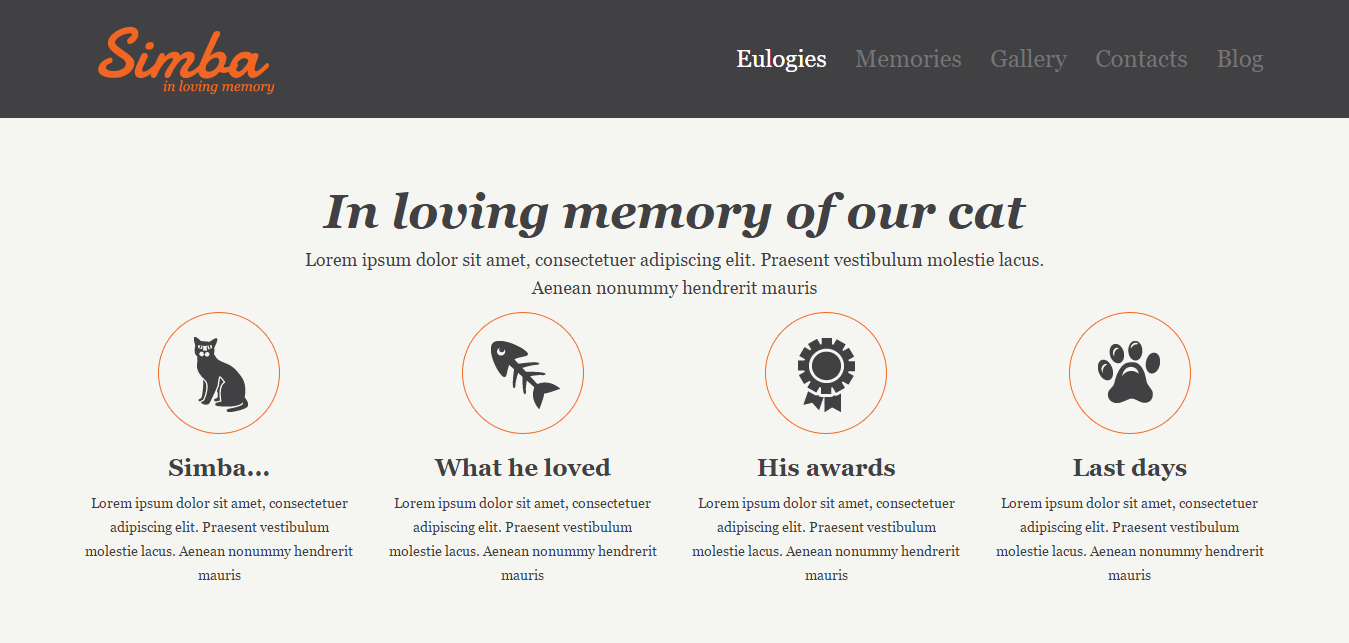 Simba
in loving memory
Eulogies Memories Gallery Contacts Blog
In loving memory of our cat
Lorem ipsum dolor sit amet, consectetuer adipiscing elit. Praesent vestibulum molestie lacus.
Aenean nonummy hendrerit mauris
Simba...
Lorem ipsum dolor sit amet, consectetuer
adipiscing elit. Praesent vestibulum
molestie lacus. Aenean nonummy hendrerit
mauris
What he loved
Lorem ipsum dolor sit amet, consectetuer
adipiscing elit. Praesent vestibulum
molestie lacus. Aenean nonummy hendrerit
mauris
His awards
Lorem ipsum dolor sit amet, consectetuer
adipiscing elit. Praesent vestibulum
molestie lacus. Aenean nonummy hendrerit
mauris
Last days
Lorem ipsum dolor sit amet, consectetuer
adipiscing elit. Praesent vestibulum
molestie lacus. Aenean nonummy hendrerit
mauris